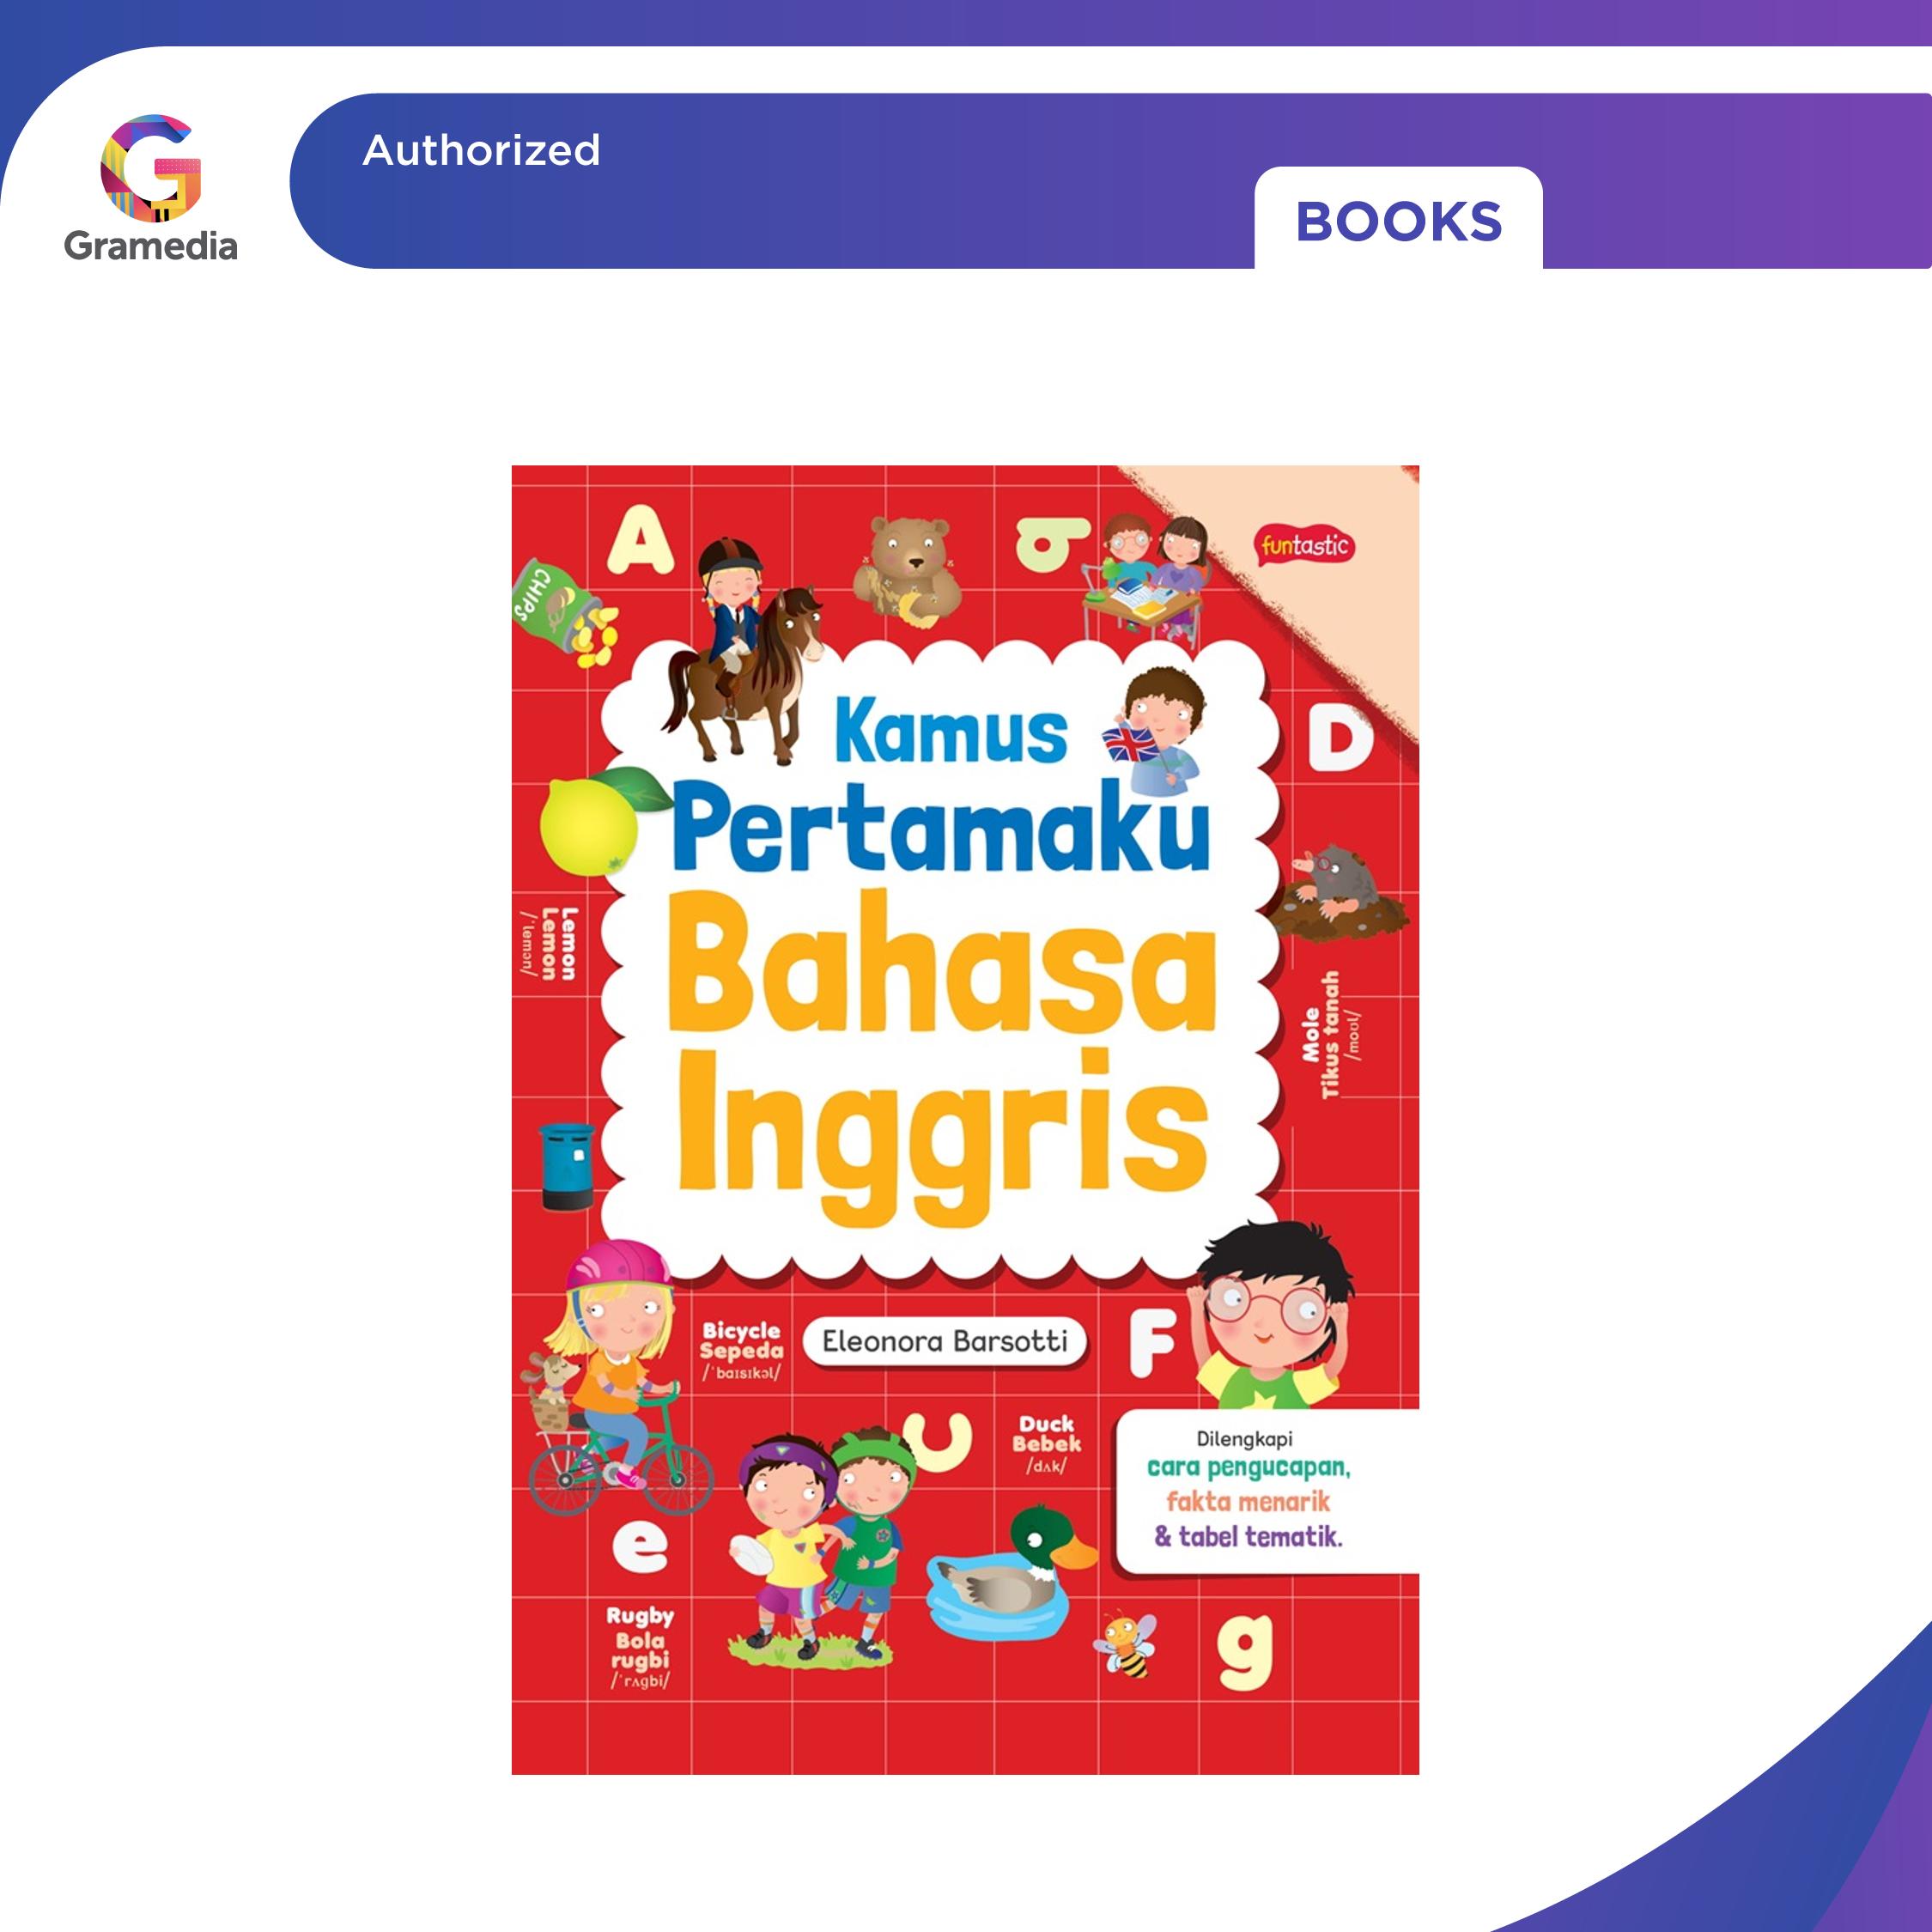 Gramedia
Authorized
BOOKS
A
a
funtastic
CHIPS
Kamus
Pertamaku
Bahasa
Inggris
D
Lemon
Lemon
/ˈlemən/
Mole
Tikus tanah
/moʊl/
Bicycle
Sepeda
/ˈbaɪsɪkəl/
Eleonora Barsotti
F
C
Duck
Bebek
/dʌk/
Dilengkapi
cara pengucapan,
fakta menarik
& tabel tematik.
e
Rugby
Bola
rugbi
/ˈrʌgbi/
g